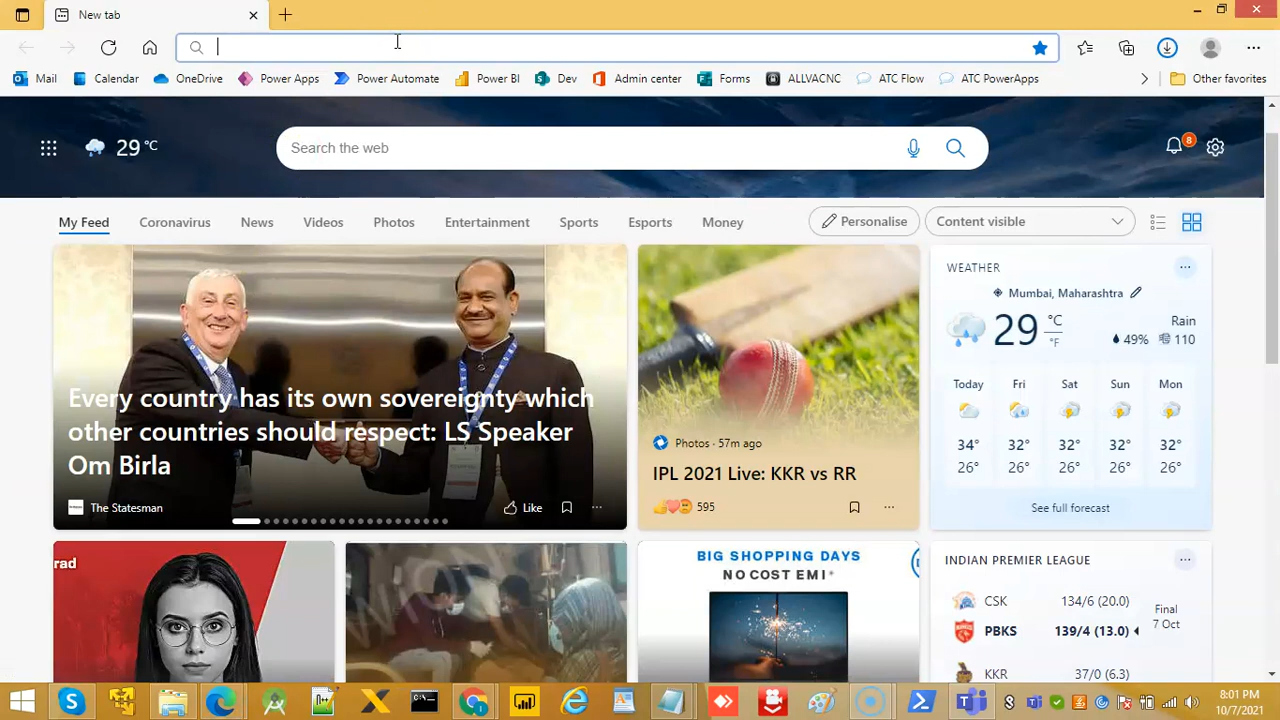 New tab
Mail
Calendar
OneDrive
Power Apps
Power Automate
Power BI
Dev
Admin center
Forms
ALLVACNC
ATC Flow
ATC PowerApps
Other favorites
29 °C
Search the web
8
My Feed
Coronavirus
News
Videos
Photos
Entertainment
Sports
Esports
Money
Personalise
Content visible
Every country has its own sovereignty which
other countries should respect: LS Speaker
Om Birla
The Statesman
Like
Photos · 57m ago
IPL 2021 Live: KKR vs RR
595
WEATHER
Mumbai, Maharashtra
29 °C °F
Rain
49% 110
Today Fri Sat Sun Mon
34° 32° 32° 32° 32°
26° 26° 26° 26° 26°
See full forecast
rad
BIG SHOPPING DAYS
NO COST EMI*
INDIAN PREMIER LEAGUE
CSK 134/6 (20.0)
PBKS 139/4 (13.0)
Final
7 Oct
KKR 37/0 (6.3)
8:01 PM
10/7/2021